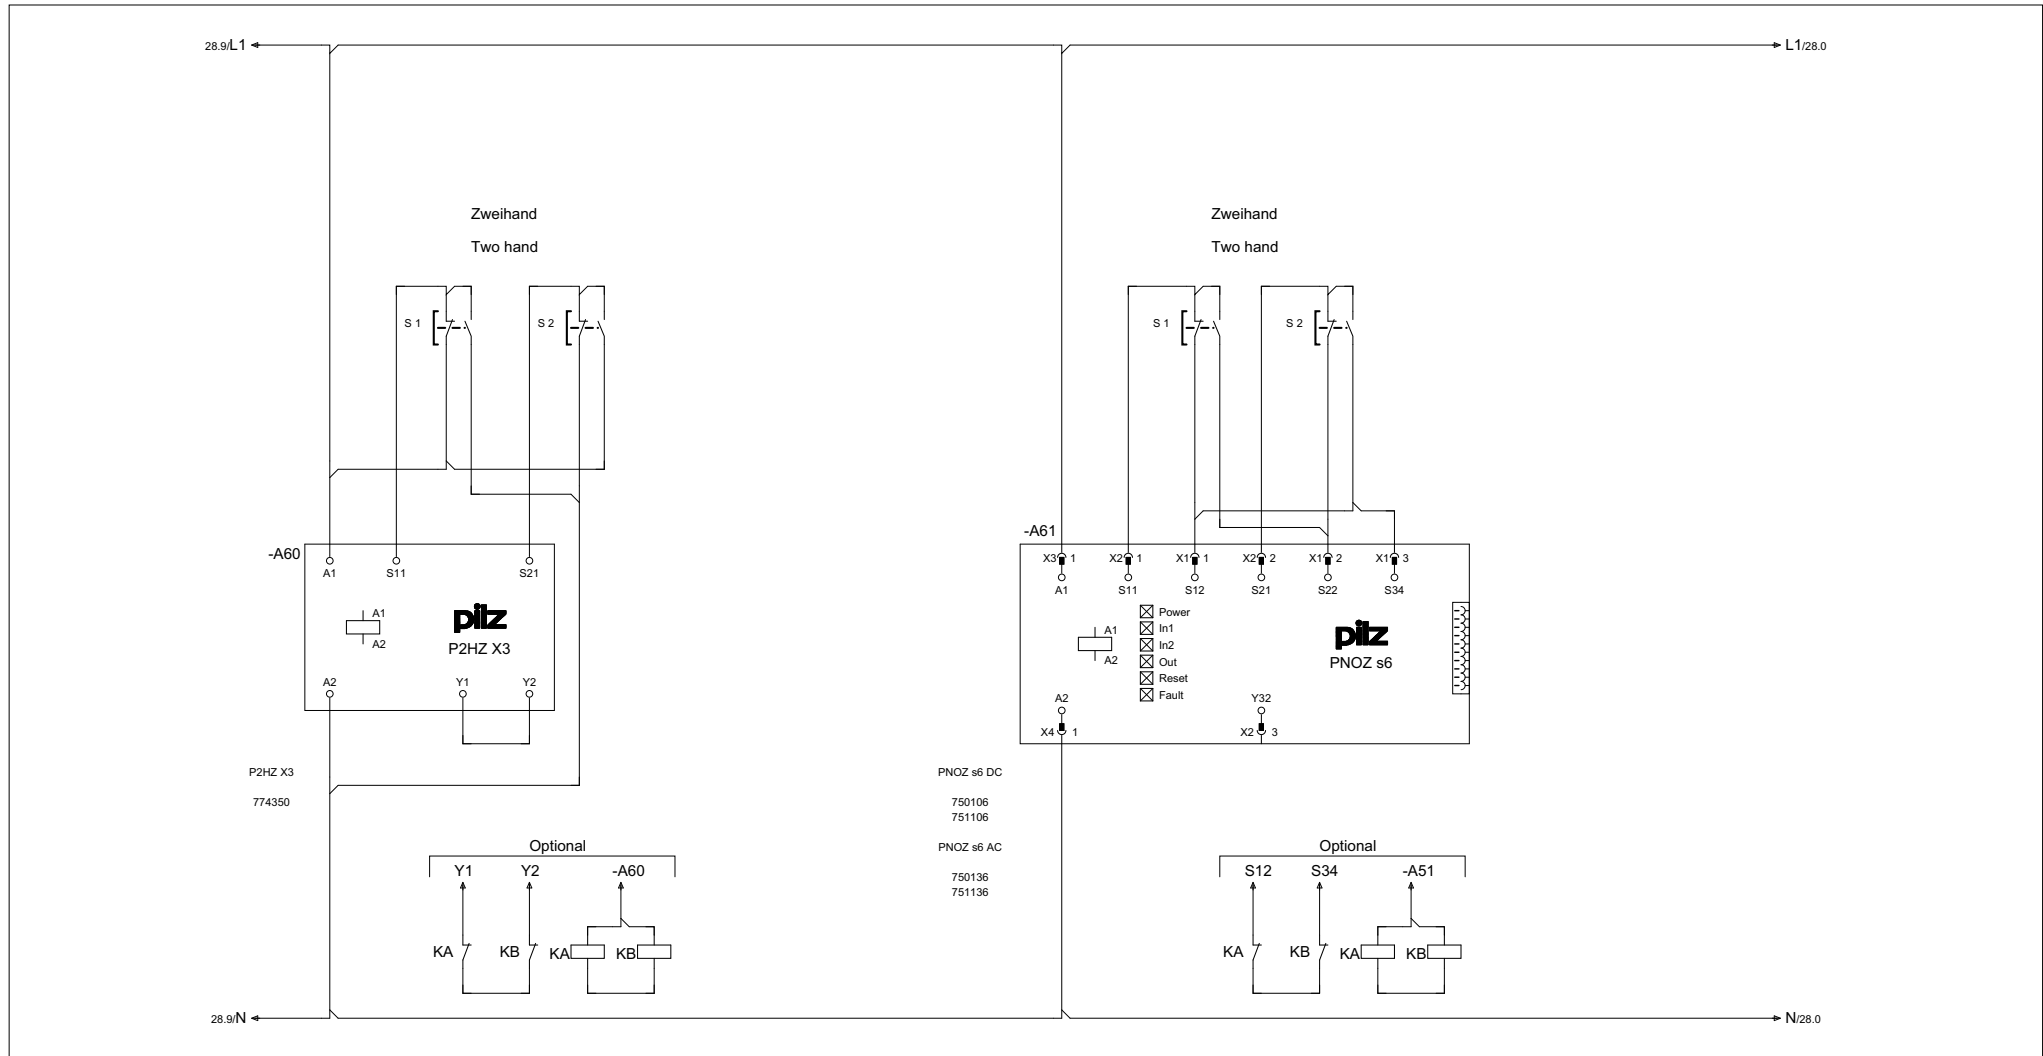 28.9/L1
L1/28.0
Zweihand
Two hand
Zweihand
Two hand
S 1
S 2
S 1
S 2
-A60
-A61
A1 S11 S21
X3 1 X2 1 X1 1 X2 2 X1 2 X1 3
A1 S11 S12 S21 S22 S34
pilz
P2HZ X3
A1
A2
A2 Y1 Y2
A1
A2
Power
In1
In2
Out
Reset
Fault
pilz
PNOZ s6
A2 Y32
X4 1 X2 3
P2HZ X3
774350
PNOZ s6 DC
750106
751106
PNOZ s6 AC
750136
751136
Optional
Y1 Y2 -A60
KA KB KA KB
Optional
S12 S34 -A51
KA KB KA KB
28.9/N
N/28.0